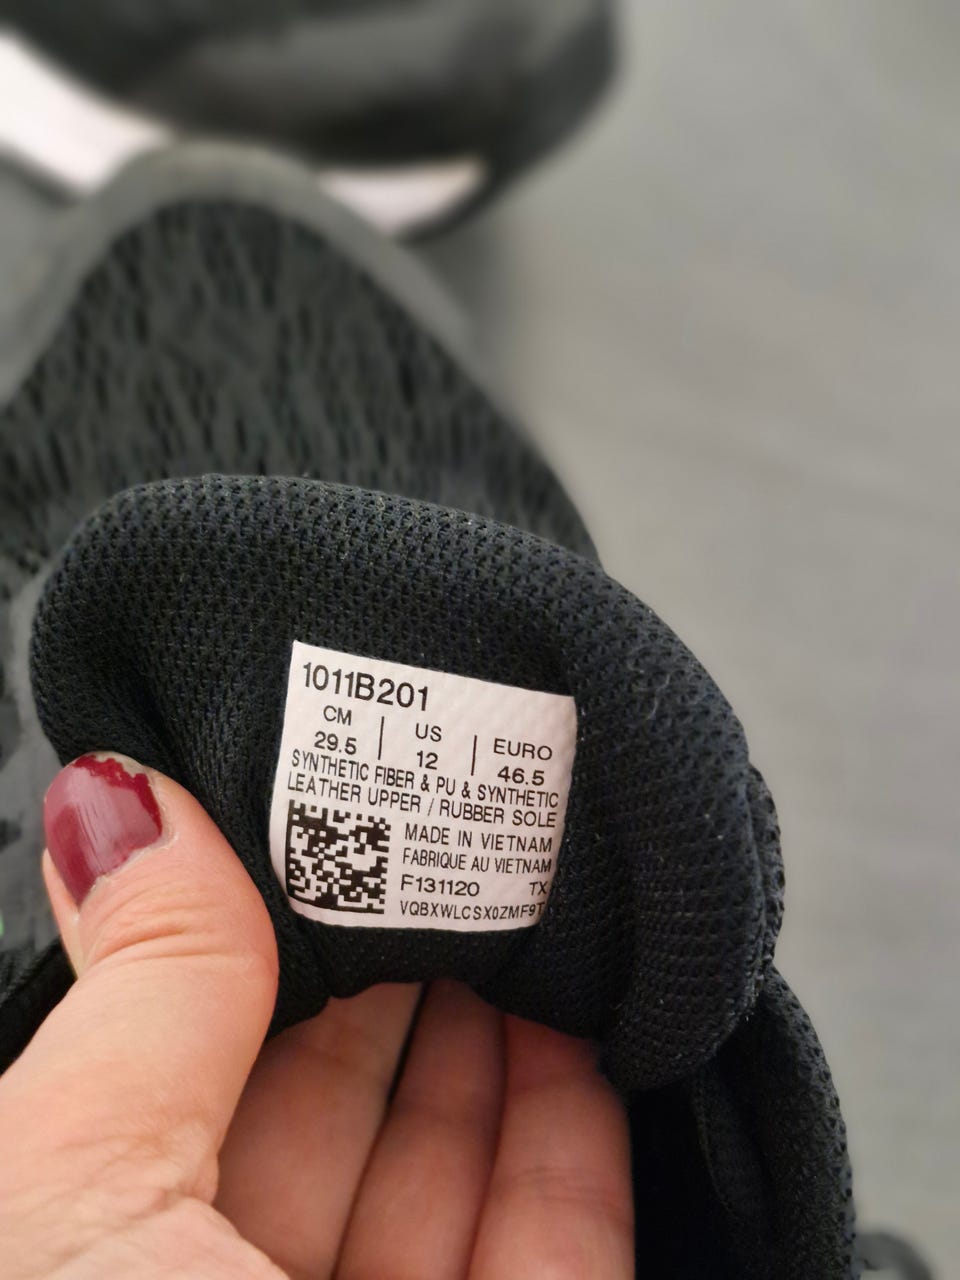 1011B201
CM | US | EURO
29.5 | 12 | 46.5
SYNTHETIC FIBER & PU & SYNTHETIC
LEATHER UPPER / RUBBER SOLE
MADE IN VIETNAM
FABRIQUE AU VIETNAM
F131120 TX
VQBXWLCSX0ZMF9T